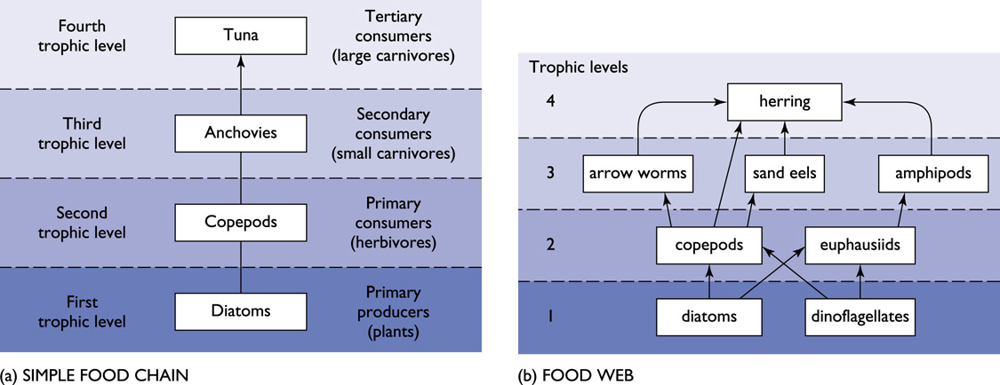 Fourth
trophic level
Tuna
Tertiary
consumers
(large carnivores)
Third
trophic level
Anchovies
Secondary
consumers
(small carnivores)
Second
trophic level
Copepods
Primary
consumers
(herbivores)
First
trophic level
Diatoms
Primary
producers
(plants)
(a) SIMPLE FOOD CHAIN
Trophic levels
4
herring
3
arrow worms
sand eels
amphipods
2
copepods
euphausiids
1
diatoms
dinoflagellates
(b) FOOD WEB